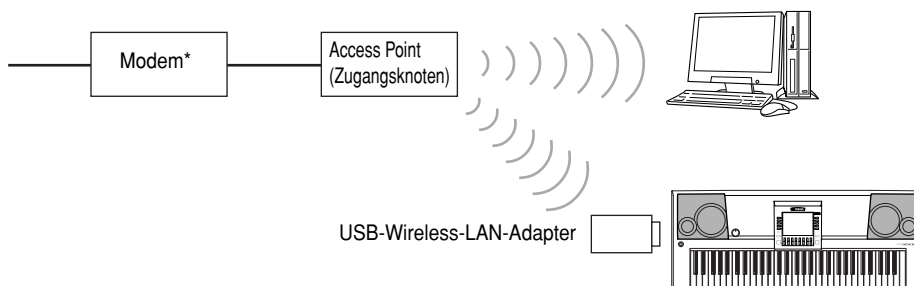 Modem*
Access Point
(Zugangsknoten)
USB-Wireless-LAN-Adapter